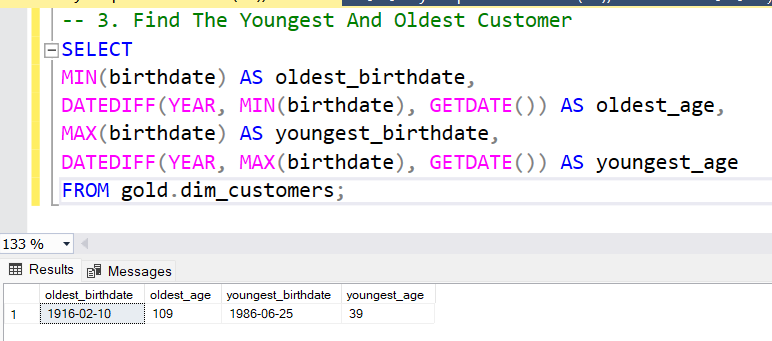 -- 3. Find The Youngest And Oldest Customer
SELECT
MIN(birthdate) AS oldest_birthdate,
DATEDIFF(YEAR, MIN(birthdate), GETDATE()) AS oldest_age,
MAX(birthdate) AS youngest_birthdate,
DATEDIFF(YEAR, MAX(birthdate), GETDATE()) AS youngest_age
FROM gold.dim_customers;
133 %
Results Messages
oldest_birthdate oldest_age youngest_birthdate youngest_age
1 1916-02-10 109 1986-06-25 39